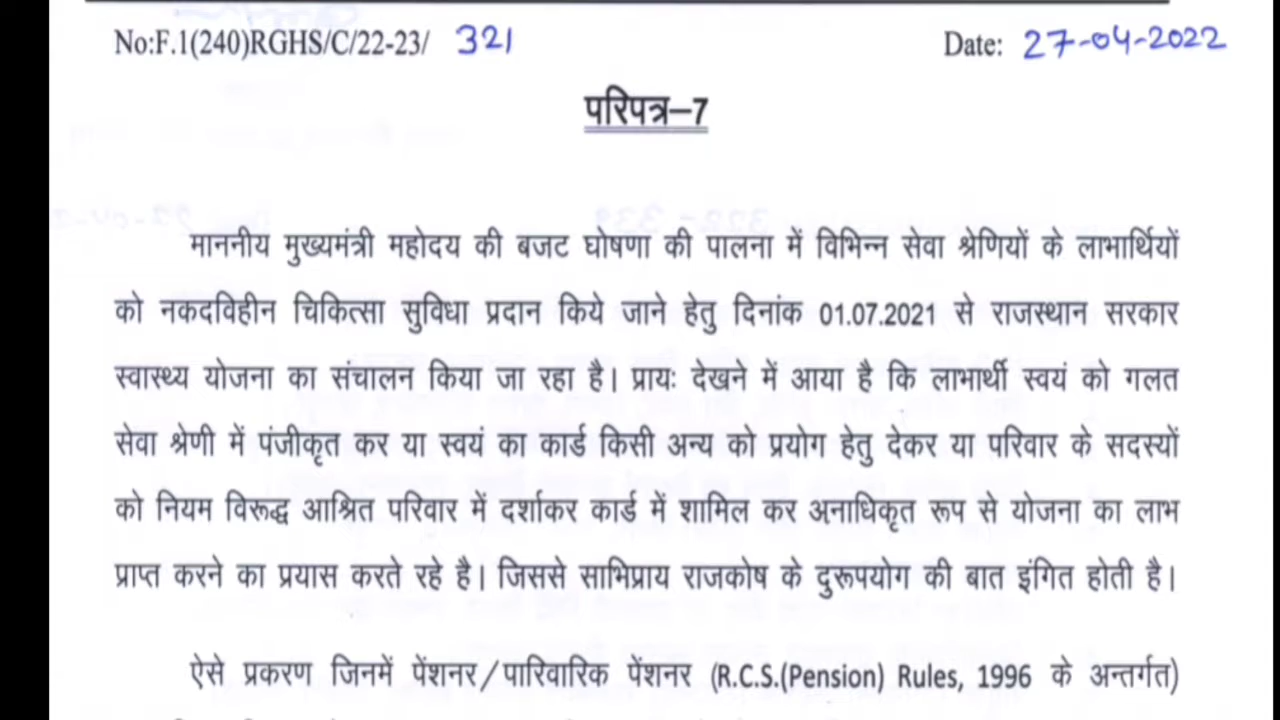 No:F.1(240)RGHS/C/22-23/ 321 Date: 27-04-2022
परिपत्र–7
माननीय मुख्यमंत्री महोदय की बजट घोषणा की पालना में विभिन्न सेवा श्रेणियों के लाभार्थियों
को नकदविहीन चिकित्सा सुविधा प्रदान किये जाने हेतु दिनांक 01.07.2021 से राजस्थान सरकार
स्वास्थ्य योजना का संचालन किया जा रहा है। प्रायः देखने में आया है कि लाभार्थी स्वयं को गलत
सेवा श्रेणी में पंजीकृत कर या स्वयं का कार्ड किसी अन्य को प्रयोग हेतु देकर या परिवार के सदस्यों
को नियम विरूद्ध आश्रित परिवार में दर्शाकर कार्ड में शामिल कर अनाधिकृत रूप से योजना का लाभ
प्राप्त करने का प्रयास करते रहे है। जिससे साभिप्राय राजकोष के दुरूपयोग की बात इंगित होती है।
ऐसे प्रकरण जिनमें पेंशनर/पारिवारिक पेंशनर (R.C.S.(Pension) Rules, 1996 के अन्तर्गत)